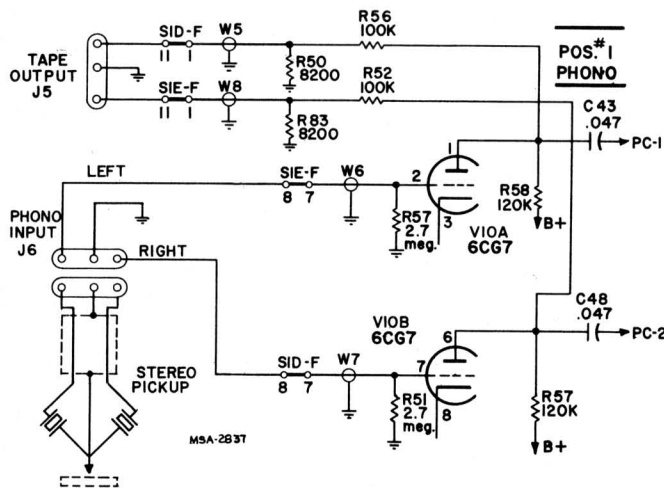 TAPE
OUTPUT
J5
SID-F
11 1
W5
R50
8200
R56
100K
SIE-F
11 1
W8
R83
8200
R52
100K
POS.#1
PHONO
C43
.047
PC-1
LEFT
SIE-F
8 7
W6
R57
2.7
meg.
1
2
3
V10A
6CG7
R58
120K
B+
PHONO
INPUT
J6
RIGHT
STEREO
PICKUP
SID-F
8 7
W7
R51
2.7
meg.
V10B
6CG7
6
7
8
C48
.047
PC-2
R57
120K
B+
MSA-2837